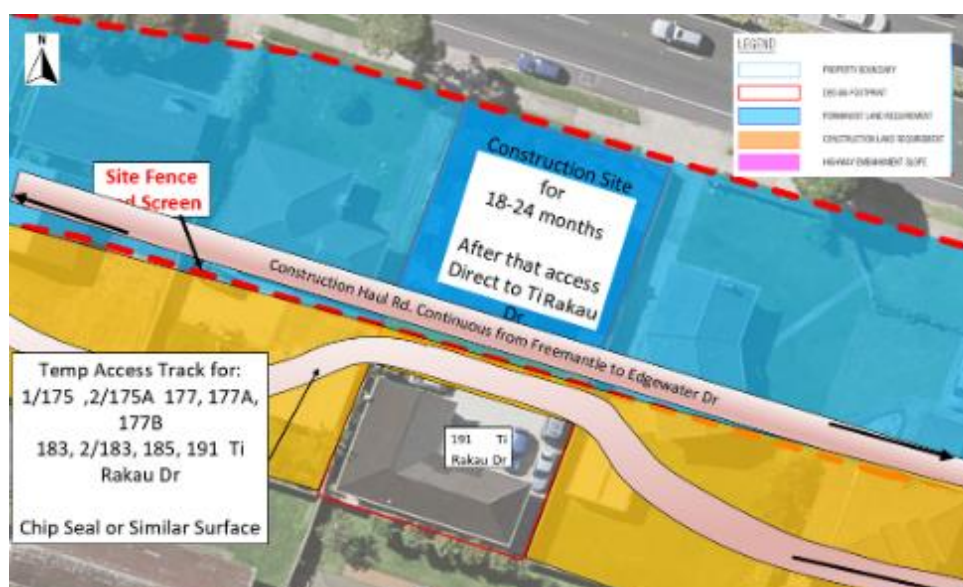 N
LEGEND
PROPERTY BOUNDARY
DESIGN FOOTPRINT
PERMANENT LAND REQUIREMENT
CONSTRUCTION LAND REQUIREMENT
HIGHWAY EMBANKMENT SLOPE
Construction Site
for
18-24 months
After that access
Direct to Ti Rakau
Dr
Site Fence
Screen
Construction Haul Rd. Continuous from Freemantle to Edgewater Dr
Temp Access Track for:
1/175 ,2/175A 177, 177A,
177B
183, 2/183, 185, 191 Ti
Rakau Dr
Chip Seal or Similar Surface
191 Ti
Rakau Dr